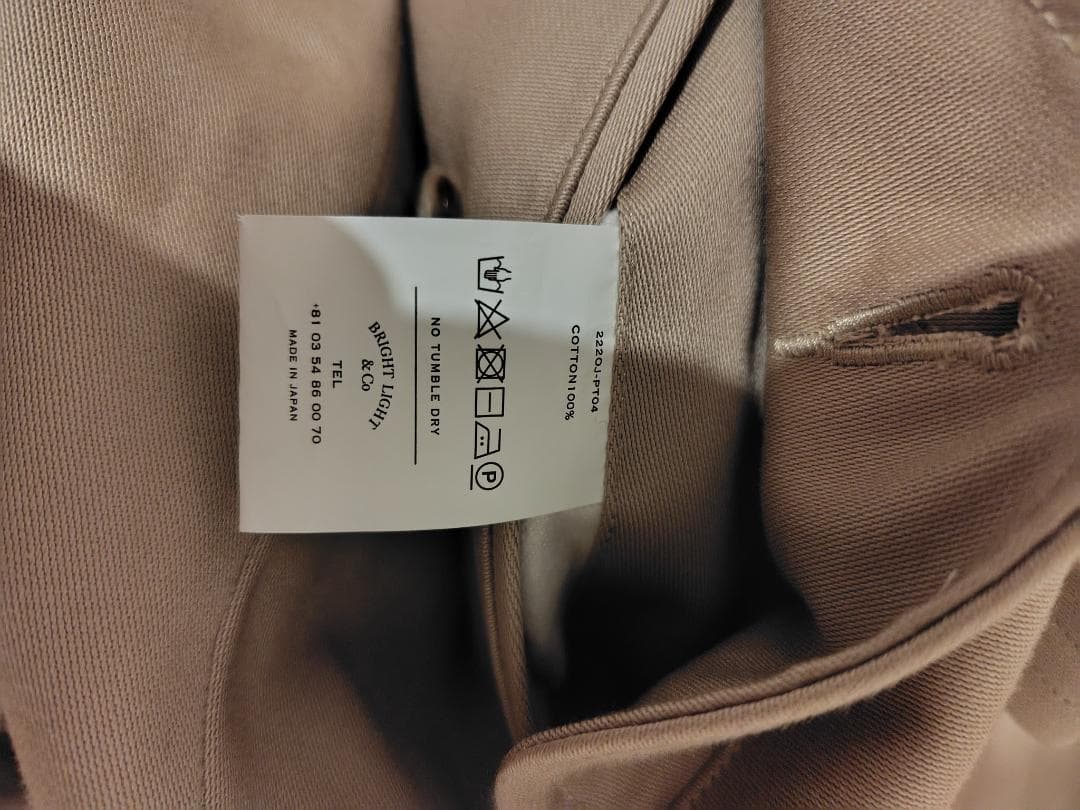 2220J-PT04
COTTON100%
P
NO TUMBLE DRY
BRIGHT LIGHT,
&Co
TEL
+81 03 54 86 00 70
MADE IN JAPAN